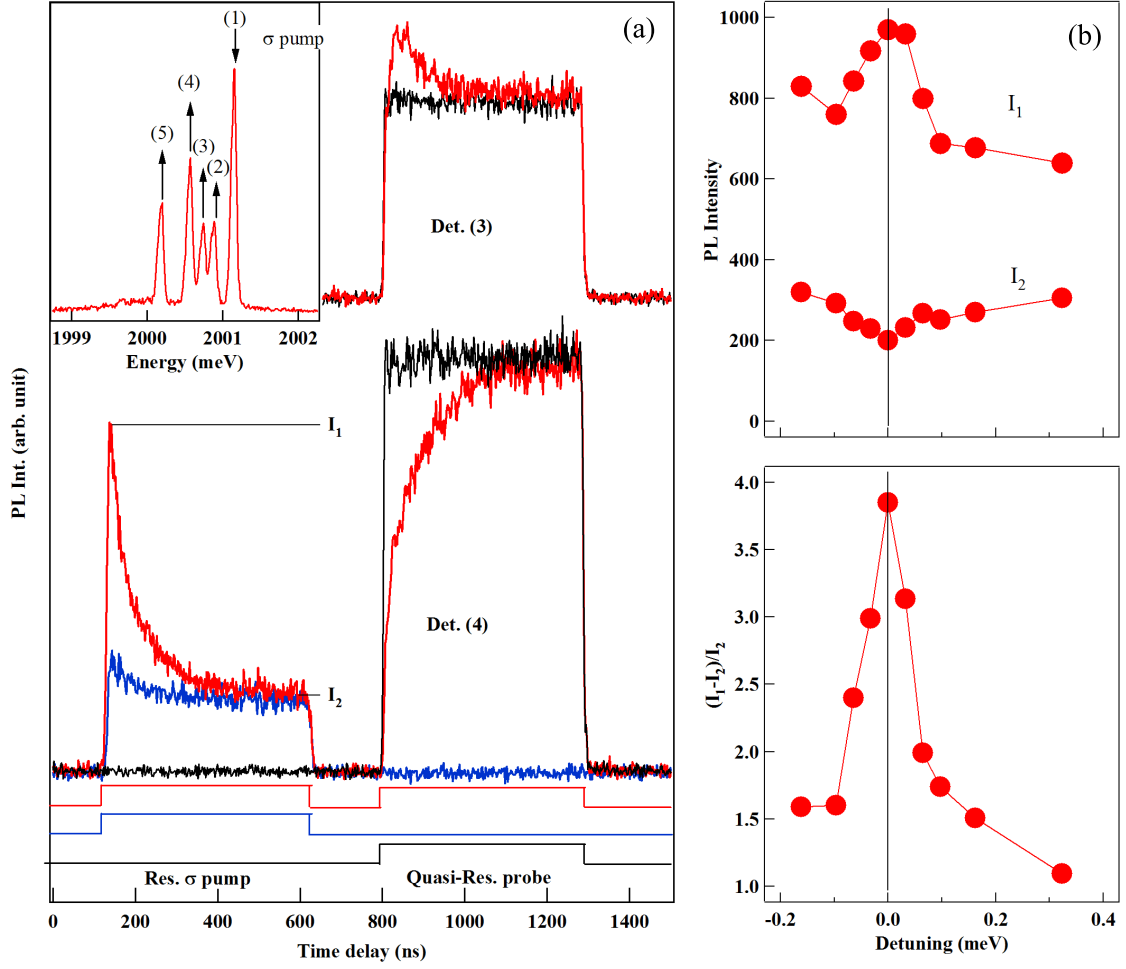 (a)
(1)
σ pump
(4)
(5)
(3)
(2)
1999
2000
2001
2002
Energy (meV)
Det. (3)
I1
I2
Det. (4)
PL Int. (arb. unit)
Res. σ pump
Quasi-Res. probe
0
200
400
600
800
1000
1200
1400
Time delay (ns)
(b)
1000
800
600
400
200
0
PL Intensity
I1
I2
4.0
3.5
3.0
2.5
2.0
1.5
1.0
(I1-I2)/I2
-0.2
0.0
0.2
0.4
Detuning (meV)